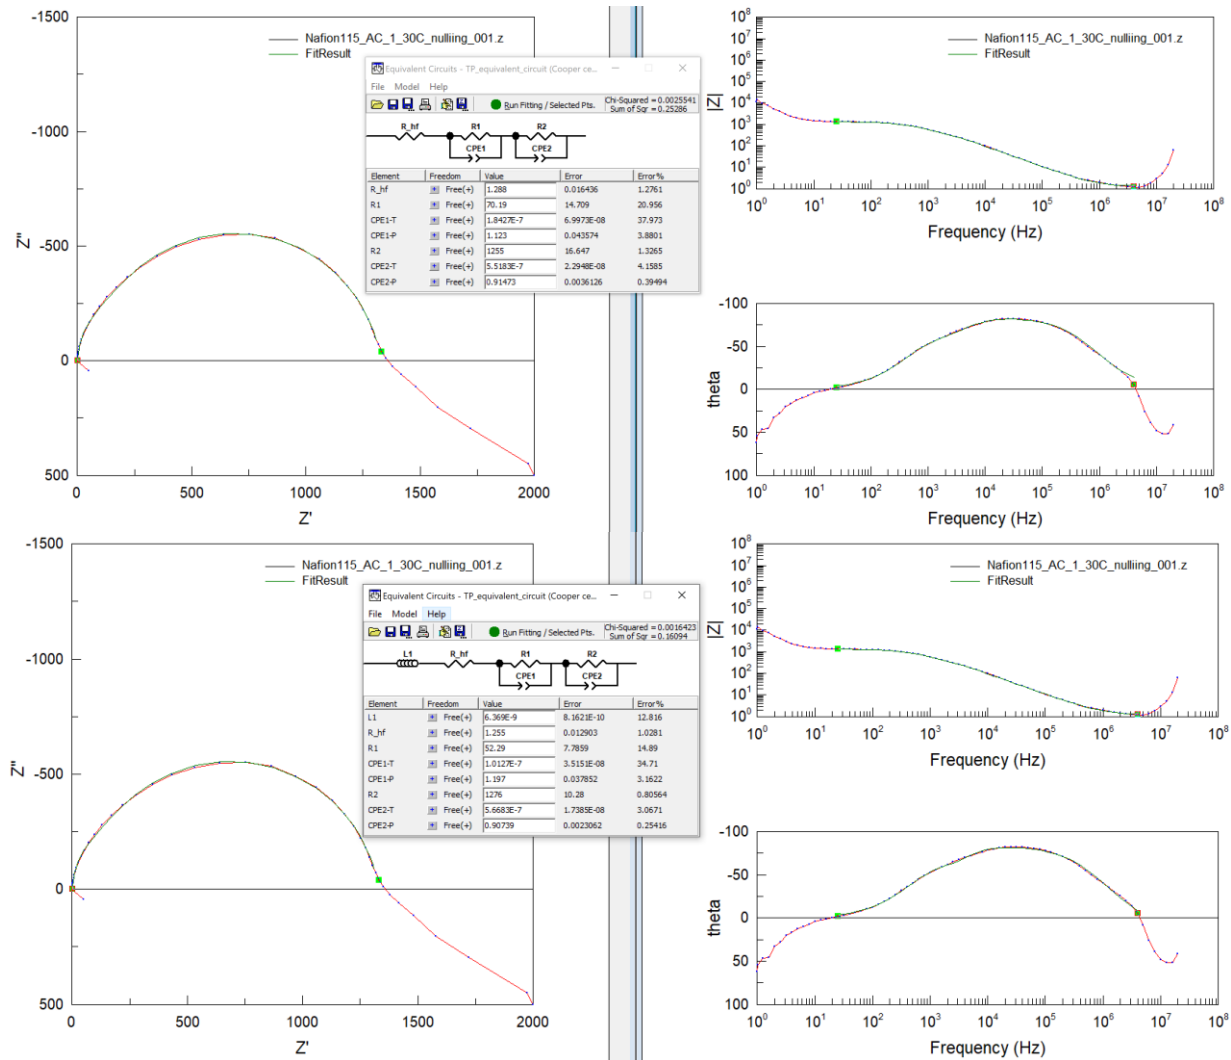 -1500
Nafion115_AC_1_30C_nulliing_001.z
FitResult
-1000
-500
0
500
Z''
0 500 1000 1500 2000
Z'
Equivalent Circuits - TP_equivalent_circuit (Cooper ce...
File Model Help
Run Fitting / Selected Pts.
Chi-Squared = 0.0025541
Sum of Sqr = 0.25286
R_hf R1 R2
CPE1 CPE2
Element Freedom Value Error Error%
R_hf Free(+) 1.288 0.016436 1.2761
R1 Free(+) 70.19 14.709 20.956
CPE1-T Free(+) 1.8427E-7 6.9973E-08 37.973
CPE1-P Free(+) 1.123 0.043574 3.8801
R2 Free(+) 1255 16.647 1.3265
CPE2-T Free(+) 5.5183E-7 2.2948E-08 4.1585
CPE2-P Free(+) 0.91473 0.0036126 0.39494
10^8
10^7
10^6
10^5
10^4
10^3
10^2
10^1
10^0
|Z|
Nafion115_AC_1_30C_nulliing_001.z
FitResult
10^0 10^1 10^2 10^3 10^4 10^5 10^6 10^7 10^8
Frequency (Hz)
-100
-50
0
50
100
theta
10^0 10^1 10^2 10^3 10^4 10^5 10^6 10^7 10^8
Frequency (Hz)
-1500
Nafion115_AC_1_30C_nulliing_001.z
FitResult
-1000
-500
0
500
Z''
0 500 1000 1500 2000
Z'
Equivalent Circuits - TP_equivalent_circuit (Cooper ce...
File Model Help
Run Fitting / Selected Pts.
Chi-Squared = 0.0016423
Sum of Sqr = 0.16094
L1 R_hf R1 R2
CPE1 CPE2
Element Freedom Value Error Error%
L1 Free(+) 6.369E-9 8.1621E-10 12.816
R_hf Free(+) 1.255 0.012903 1.0281
R1 Free(+) 52.29 7.7859 14.89
CPE1-T Free(+) 1.0127E-7 3.5151E-08 34.71
CPE1-P Free(+) 1.197 0.037852 3.1622
R2 Free(+) 1276 10.28 0.80564
CPE2-T Free(+) 5.6683E-7 1.7385E-08 3.0671
CPE2-P Free(+) 0.90739 0.0023062 0.25416
10^8
10^7
10^6
10^5
10^4
10^3
10^2
10^1
10^0
|Z|
Nafion115_AC_1_30C_nulliing_001.z
FitResult
10^0 10^1 10^2 10^3 10^4 10^5 10^6 10^7 10^8
Frequency (Hz)
-100
-50
0
50
100
theta
10^0 10^1 10^2 10^3 10^4 10^5 10^6 10^7 10^8
Frequency (Hz)